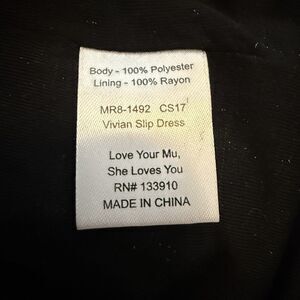 Body - 100% Polyester
Lining - 100% Rayon
MR8-1492 CS17
Vivian Slip Dress
Love Your Mu,
She Loves You
RN# 133910
MADE IN CHINA